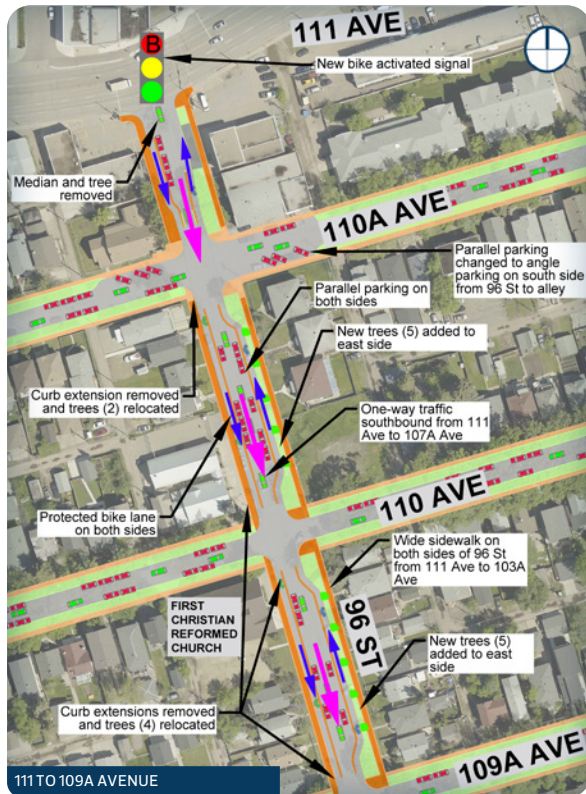 111 AVE
B
New bike activated signal
Median and tree
removed
110A AVE
Parallel parking
changed to angle
parking on south side
from 96 St to alley
Parallel parking on
both sides
New trees (5) added to
east side
Curb extension removed
and trees (2) relocated
One-way traffic
southbound from 111
Ave to 107A Ave
110 AVE
Protected bike lane
on both sides
Wide sidewalk on
both sides of 96 St
from 111 Ave to 103A
Ave
FIRST
CHRISTIAN
REFORMED
CHURCH
96 ST
New trees (5)
added to east
side
Curb extensions removed
and trees (4) relocated
109A AVE
111 TO 109A AVENUE